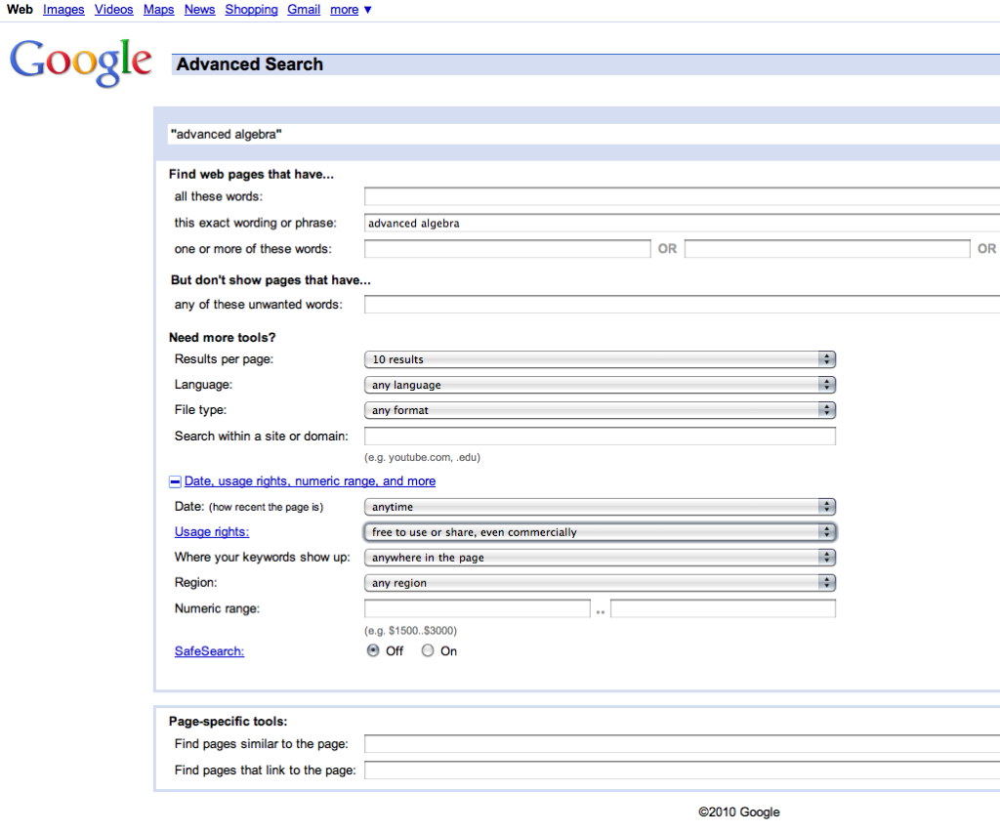 Web Images Videos Maps News Shopping Gmail more ▼
Google
Advanced Search
"advanced algebra"
Find web pages that have...
all these words:
this exact wording or phrase: advanced algebra
one or more of these words: OR OR
But don't show pages that have...
any of these unwanted words:
Need more tools?
Results per page: 10 results
Language: any language
File type: any format
Search within a site or domain:
(e.g. youtube.com, .edu)
Date, usage rights, numeric range, and more
Date: (how recent the page is) anytime
Usage rights: free to use or share, even commercially
Where your keywords show up: anywhere in the page
Region: any region
Numeric range: ..
(e.g. $1500..$3000)
SafeSearch: Off On
Page-specific tools:
Find pages similar to the page:
Find pages that link to the page:
©2010 Google